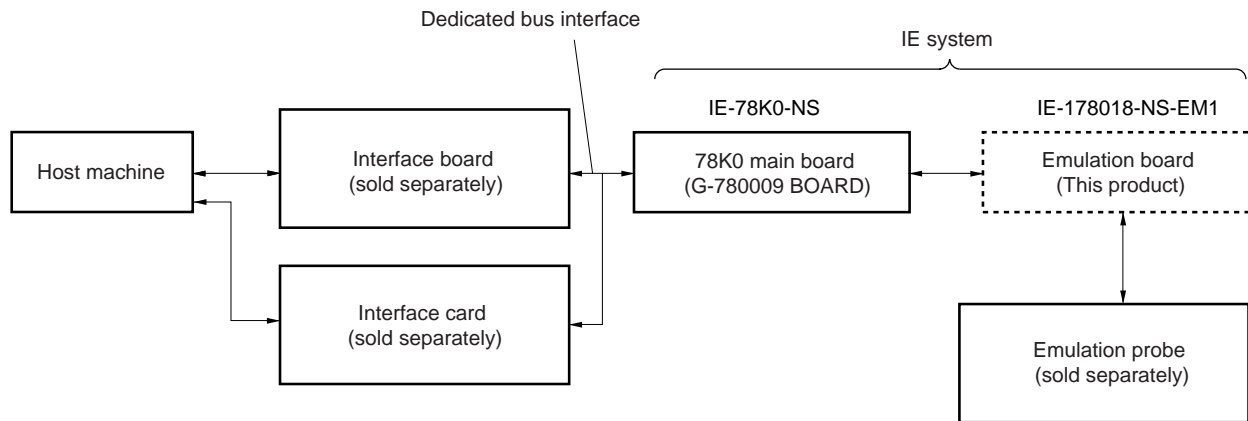 Dedicated bus interface
IE system
IE-78K0-NS
IE-178018-NS-EM1
Host machine
Interface board
(sold separately)
78K0 main board
(G-780009 BOARD)
Emulation board
(This product)
Interface card
(sold separately)
Emulation probe
(sold separately)